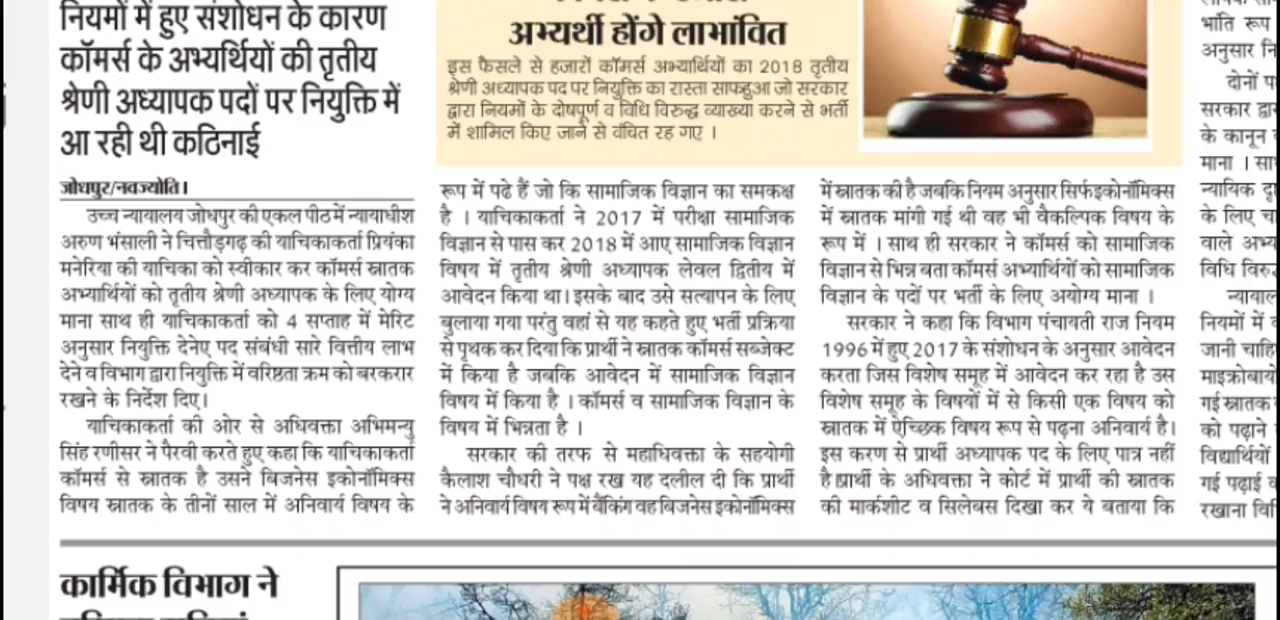 नियमों में हुए संशोधन के कारण
कॉमर्स के अभ्यर्थियों की तृतीय
श्रेणी अध्यापक पदों पर नियुक्ति में
आ रही थी कठिनाई
अभ्यर्थी होंगे लाभांवित
इस फैसले से हजारों कॉमर्स अभ्यार्थियों का 2018 तृतीय
श्रेणी अध्यापक पद पर नियुक्ति का रास्ता साफहुआ जो सरकार
द्वारा नियमों के दोषपूर्ण व विधि विरुद्ध व्याख्या करने से भर्ती
में शामिल किए जाने से वंचित रह गए ।
जोधपुर/नवज्योति।
उच्च न्यायालय जोधपुर की एकल पीठ में न्यायाधीश
अरुण भंसाली ने चित्तौड़गढ़ की याचिकाकर्ता प्रियंका
मनेरिया की याचिका को स्वीकार कर कॉमर्स स्नातक
अभ्यार्थियों को तृतीय श्रेणी अध्यापक के लिए योग्य
माना साथ ही याचिकाकर्ता को 4 सप्ताह में मेरिट
अनुसार नियुक्ति देनेए पद संबंधी सारे वित्तीय लाभ
देने व विभाग द्वारा नियुक्ति में वरिष्ठता क्रम को बरकरार
रखने के निर्देश दिए।
याचिकाकर्ता की ओर से अधिवक्ता अभिमन्यु
सिंह रणीसर ने पैरवी करते हुए कहा कि याचिकाकर्ता
कॉमर्स से स्नातक है उसने बिजनेस इकोनॉमिक्स
विषय स्नातक के तीनों साल में अनिवार्य विषय के
रूप में पढे हैं जो कि सामाजिक विज्ञान का समकक्ष
है । याचिकाकर्ता ने 2017 में परीक्षा सामाजिक
विज्ञान से पास कर 2018 में आए सामाजिक विज्ञान
विषय में तृतीय श्रेणी अध्यापक लेवल द्वितीय में
आवेदन किया था। इसके बाद उसे सत्यापन के लिए
बुलाया गया परंतु वहां से यह कहते हुए भर्ती प्रक्रिया
से पृथक कर दिया कि प्रार्थी ने स्नातक कॉमर्स सब्जेक्ट
में किया है जबकि आवेदन में सामाजिक विज्ञान
विषय में किया है । कॉमर्स व सामाजिक विज्ञान के
विषय में भिन्नता है ।
सरकार की तरफ से महाधिवक्ता के सहयोगी
कैलाश चौधरी ने पक्ष रख यह दलील दी कि प्रार्थी
ने अनिवार्य विषय रूप में बैंकिंग वह बिजनेस इकोनॉमिक्स
में स्नातक की है जबकि नियम अनुसार सिर्फ इकोनॉमिक्स
में स्नातक मांगी गई थी वह भी वैकल्पिक विषय के
रूप में । साथ ही सरकार ने कॉमर्स को सामाजिक
विज्ञान से भिन्न बता कॉमर्स अभ्यार्थियों को सामाजिक
विज्ञान के पदों पर भर्ती के लिए अयोग्य माना ।
सरकार ने कहा कि विभाग पंचायती राज नियम
1996 में हुए 2017 के संशोधन के अनुसार आवेदन
करता जिस विशेष समूह में आवेदन कर रहा है उस
विशेष समूह के विषयों में से किसी एक विषय को
स्नातक में ऐच्छिक विषय रूप से पढ़ना अनिवार्य है।
इस करण से प्रार्थी अध्यापक पद के लिए पात्र नहीं
है।प्रार्थी के अधिवक्ता ने कोर्ट में प्रार्थी की स्नातक
की मार्कशीट व सिलेबस दिखा कर ये बताया कि
भांति रूप
अनुसार
दोनों
सरकार
के कानून
माना ।
न्यायिक
के लिए
वाले
विधि
नियमों में
जानी
गई स्नातक
को पढ़ाने
विद्यार्थियों
गई पढ़ाई
रखाना
कार्मिक विभाग ने